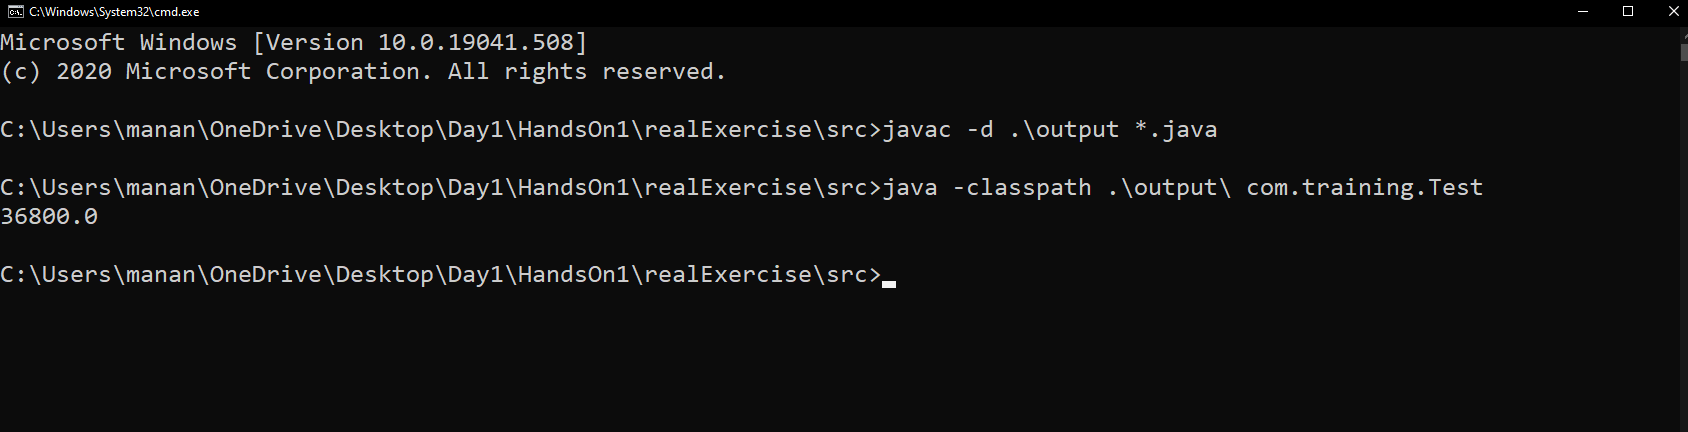 C:\Windows\System32\cmd.exe
Microsoft Windows [Version 10.0.19041.508]
(c) 2020 Microsoft Corporation. All rights reserved.
C:\Users\manan\OneDrive\Desktop\Day1\HandsOn1\realExercise\src>javac -d .\output *.java
C:\Users\manan\OneDrive\Desktop\Day1\HandsOn1\realExercise\src>java -classpath .\output\ com.training.Test
36800.0
C:\Users\manan\OneDrive\Desktop\Day1\HandsOn1\realExercise\src>